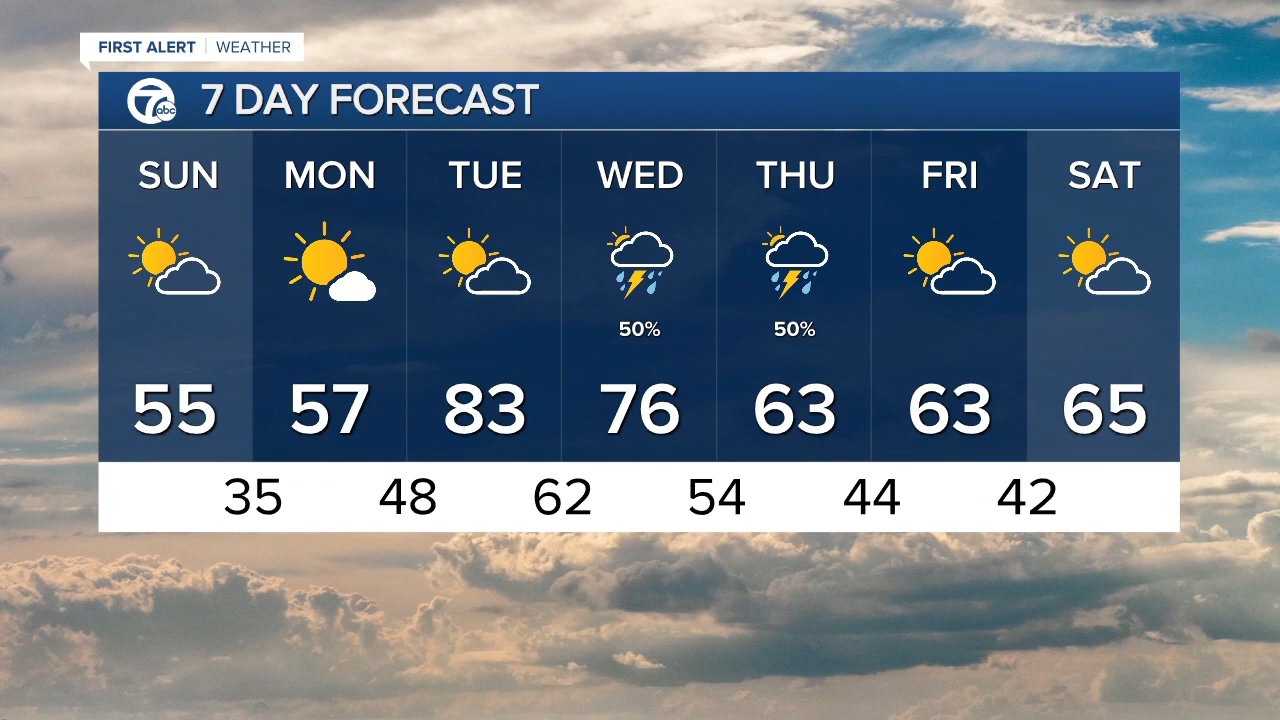 FIRST ALERT | WEATHER
7 abc 7 DAY FORECAST
SUN MON TUE WED THU FRI SAT
50% 50%
55 57 83 76 63 63 65
35 48 62 54 44 42